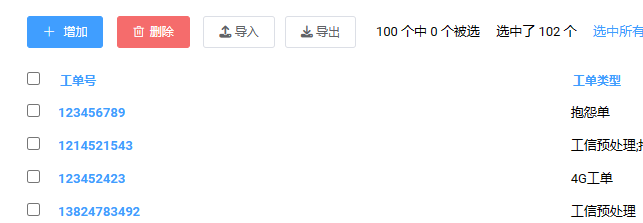 + 增加 删除 导入 导出 100 个中 0 个被选 选中了 102 个 选中所有
工单号 工单类型
123456789 抱怨单
1214521543 工信预处理;
123452423 4G工单
13824783492 工信预处理